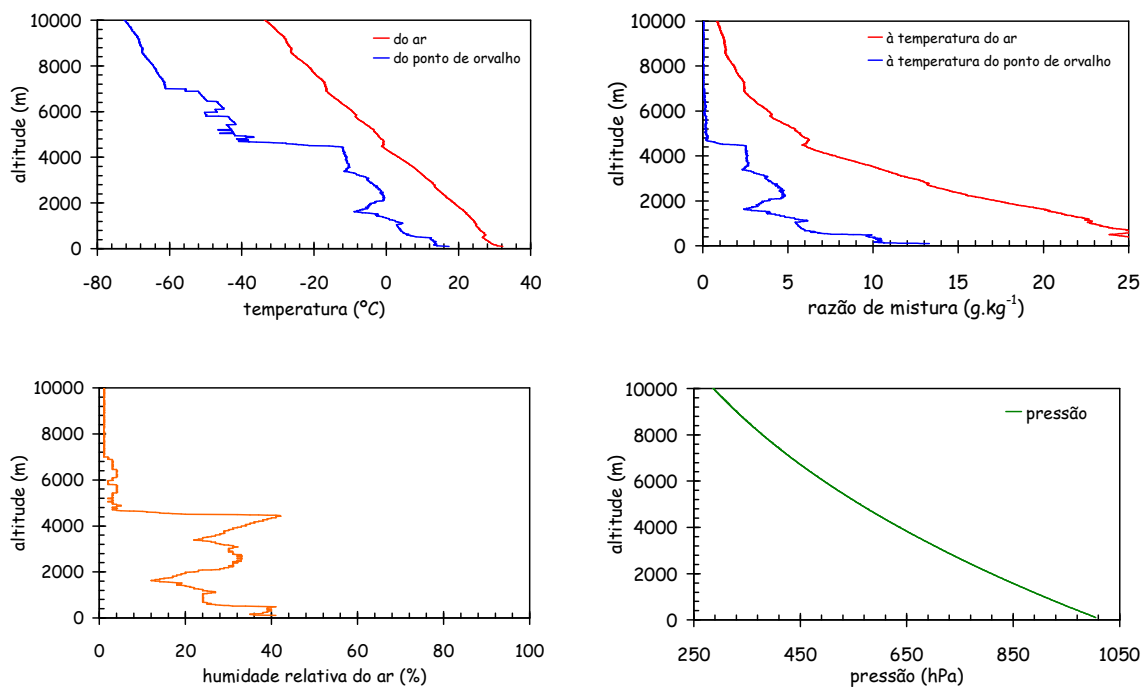 10000
8000
6000
4000
2000
0
altitude (m)
-80 -60 -40 -20 0 20 40
temperatura (ºC)
do ar
do ponto de orvalho
10000
8000
6000
4000
2000
0
altitude (m)
0 5 10 15 20 25
razão de mistura (g.kg⁻¹)
à temperatura do ar
à temperatura do ponto de orvalho
10000
8000
6000
4000
2000
0
altitude (m)
0 20 40 60 80 100
humidade relativa do ar (%)
10000
8000
6000
4000
2000
0
altitude (m)
250 450 650 850 1050
pressão (hPa)
pressão